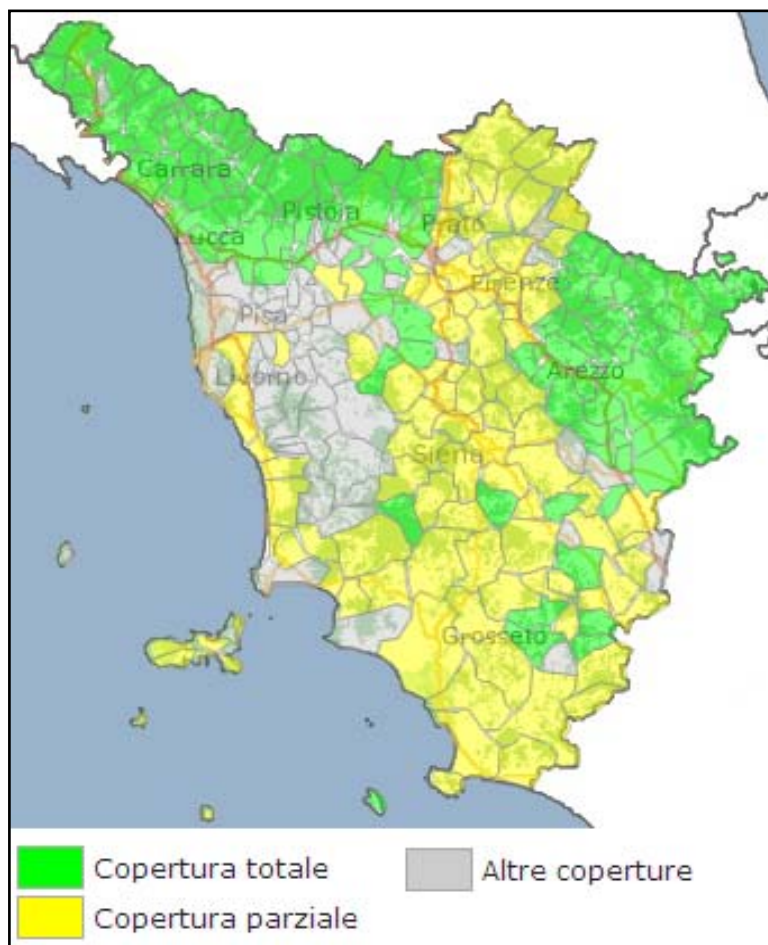 Carrara
Pistoia
Prato
Lucca
Firenze
Pisa
Arezzo
Livorno
Siena
Grosseto
Copertura totale
Altre coperture
Copertura parziale